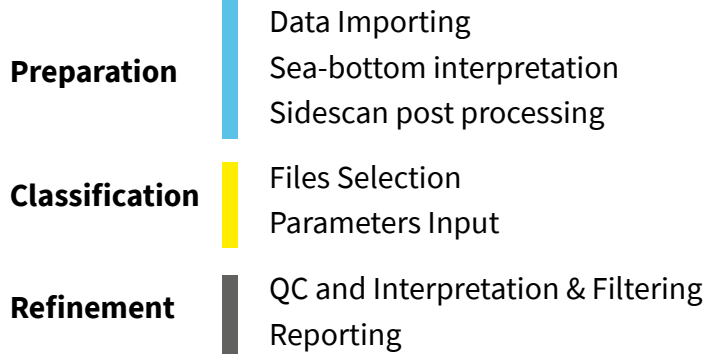 Preparation
Data Importing
Sea-bottom interpretation
Sidescan post processing
Classification
Files Selection
Parameters Input
Refinement
QC and Interpretation & Filtering
Reporting